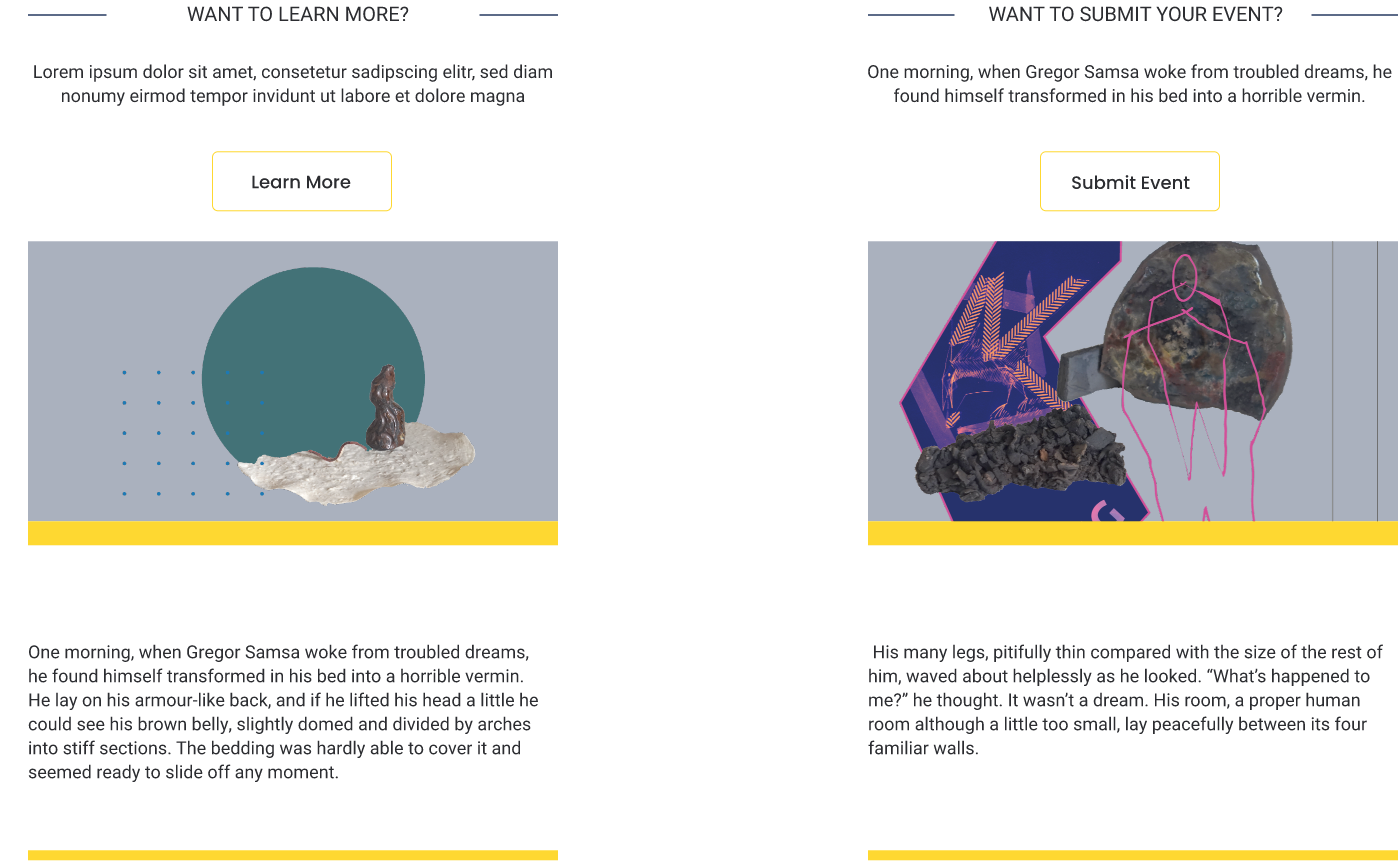 WANT TO LEARN MORE?
Lorem ipsum dolor sit amet, consetetur sadipscing elitr, sed diam
nonumy eirmod tempor invidunt ut labore et dolore magna
Learn More
One morning, when Gregor Samsa woke from troubled dreams,
he found himself transformed in his bed into a horrible vermin.
He lay on his armour-like back, and if he lifted his head a little he
could see his brown belly, slightly domed and divided by arches
into stiff sections. The bedding was hardly able to cover it and
seemed ready to slide off any moment.
WANT TO SUBMIT YOUR EVENT?
One morning, when Gregor Samsa woke from troubled dreams, he
found himself transformed in his bed into a horrible vermin.
Submit Event
G
His many legs, pitifully thin compared with the size of the rest of
him, waved about helplessly as he looked. “What’s happened to
me?” he thought. It wasn’t a dream. His room, a proper human
room although a little too small, lay peacefully between its four
familiar walls.